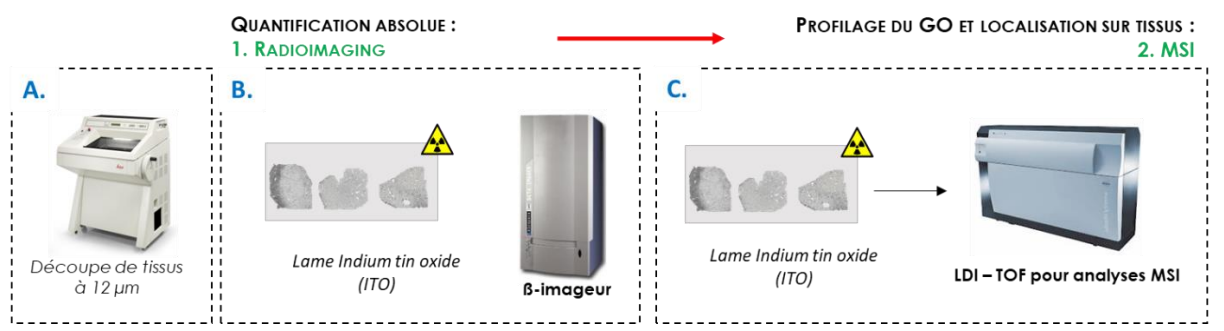 QUANTIFICATION ABSOLUE :
1. RADIOIMAGING
PROFILAGE DU GO ET LOCALISATION SUR TISSUS :
2. MSI
A.
Découpe de tissus
à 12 µm
B.
Lame Indium tin oxide
(ITO)
ß-imageur
C.
Lame Indium tin oxide
(ITO)
LDI – TOF pour analyses MSI